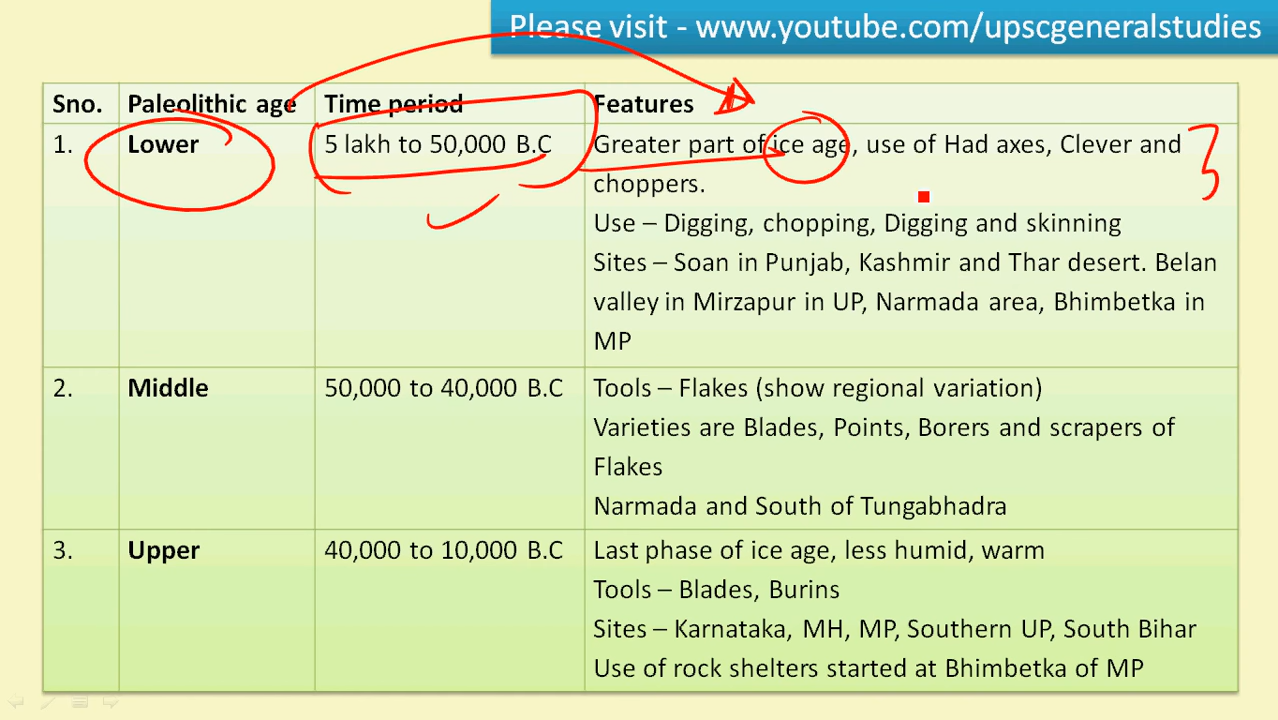 Please visit - www.youtube.com/upscgeneralstudies
Sno. Paleolithic age Time period Features
1. Lower 5 lakh to 50,000 B.C Greater part of ice age, use of Had axes, Clever and
choppers.
Use – Digging, chopping, Digging and skinning
Sites – Soan in Punjab, Kashmir and Thar desert. Belan
valley in Mirzapur in UP, Narmada area, Bhimbetka in
MP
2. Middle 50,000 to 40,000 B.C Tools – Flakes (show regional variation)
Varieties are Blades, Points, Borers and scrapers of
Flakes
Narmada and South of Tungabhadra
3. Upper 40,000 to 10,000 B.C Last phase of ice age, less humid, warm
Tools – Blades, Burins
Sites – Karnataka, MH, MP, Southern UP, South Bihar
Use of rock shelters started at Bhimbetka of MP